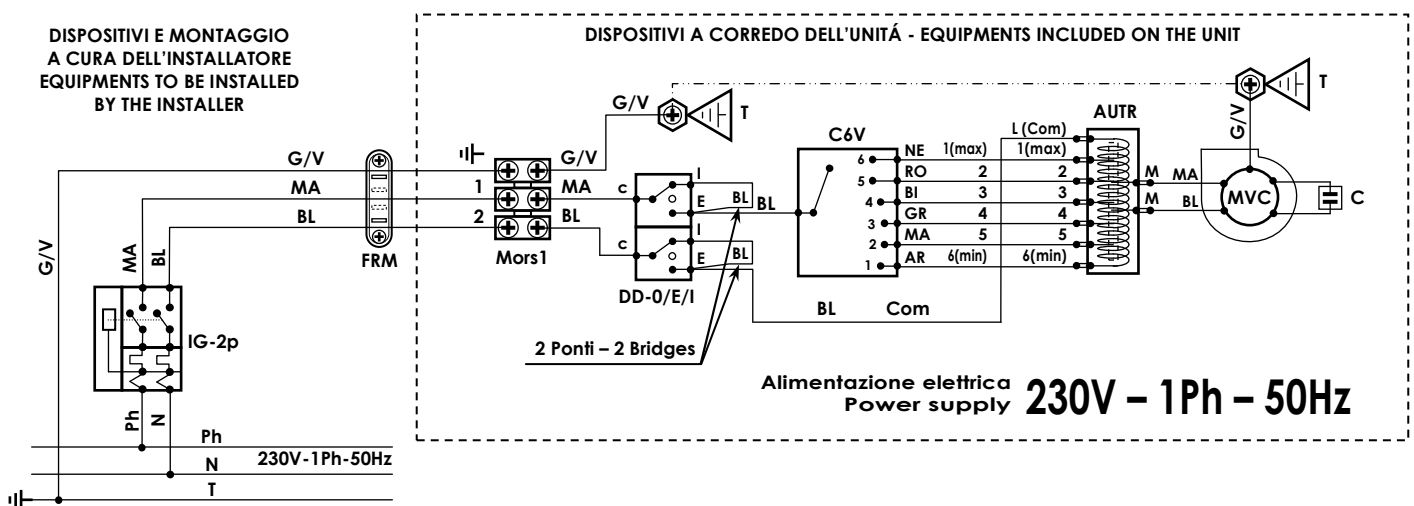 DISPOSITIVI E MONTAGGIO
A CURA DELL'INSTALLATORE
EQUIPMENTS TO BE INSTALLED
BY THE INSTALLER
DISPOSITIVI A CORREDO DELL'UNITÁ - EQUIPMENTS INCLUDED ON THE UNIT
G/V
T
T
G/V
AUTR
C6V
L (Com)
6 NE 1(max) 1(max)
5 RO 2 2
4 BI 3 3
3 GR 4 4
2 MA 5 5
1 AR 6(min) 6(min)
M MA
M BL
MVC
C
G/V
G/V
MA
1
MA
BL
2
BL
FRM
Mors1
c
I
E
BL
BL
c
I
E
BL
DD-0/E/I
BL Com
2 Ponti – 2 Bridges
G/V
MA
BL
IG-2p
Alimentazione elettrica
Power supply
230V – 1Ph – 50Hz
Ph
N
Ph
230V-1Ph-50Hz
N
T